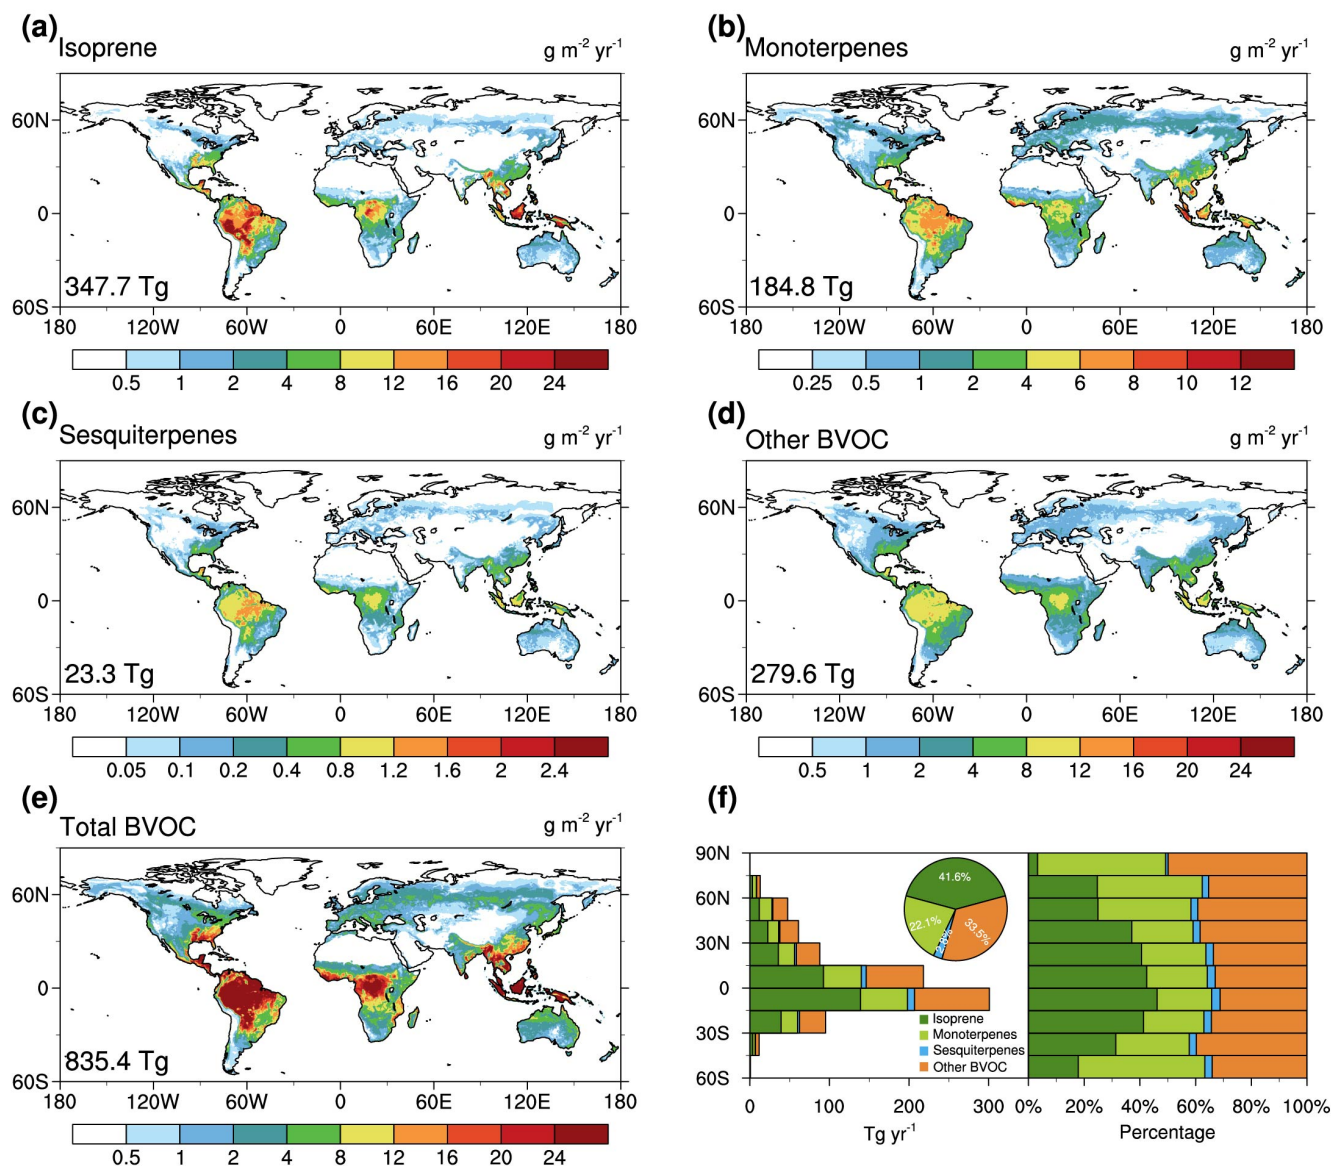 (a)
Isoprene g m⁻² yr⁻¹
60N
0
60S
347.7 Tg
180 120W 60W 0 60E 120E 180
0.5 1 2 4 8 12 16 20 24
(b)
Monoterpenes g m⁻² yr⁻¹
60N
0
60S
184.8 Tg
180 120W 60W 0 60E 120E 180
0.25 0.5 1 2 4 6 8 10 12
(c)
Sesquiterpenes g m⁻² yr⁻¹
60N
0
60S
23.3 Tg
180 120W 60W 0 60E 120E 180
0.05 0.1 0.2 0.4 0.8 1.2 1.6 2 2.4
(d)
Other BVOC g m⁻² yr⁻¹
60N
0
60S
279.6 Tg
180 120W 60W 0 60E 120E 180
0.5 1 2 4 8 12 16 20 24
(e)
Total BVOC g m⁻² yr⁻¹
60N
0
60S
835.4 Tg
180 120W 60W 0 60E 120E 180
0.5 1 2 4 8 12 16 20 24
(f)
90N
60N
30N
0
30S
60S
41.6%
22.1%
33.5%
Isoprene
Monoterpenes
Sesquiterpenes
Other BVOC
0 100 200 300
Tg yr⁻¹
0% 20% 40% 60% 80% 100%
Percentage